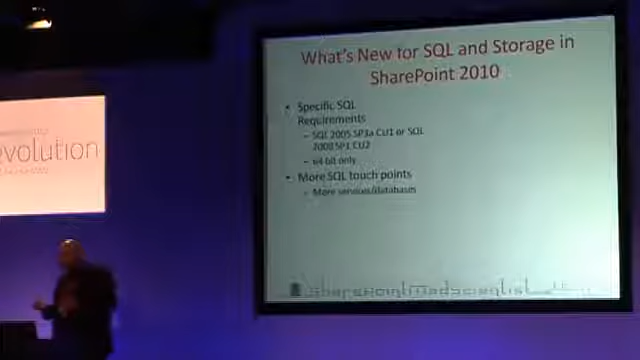 What's New for SQL and Storage in
SharePoint 2010
• Specific SQL
Requirements
– SQL 2005 SP3a CU1 or SQL
2008 SP1 CU2
– x64 bit only
• More SQL touch points
– More services/databases
evolution
sharepointmadscientist